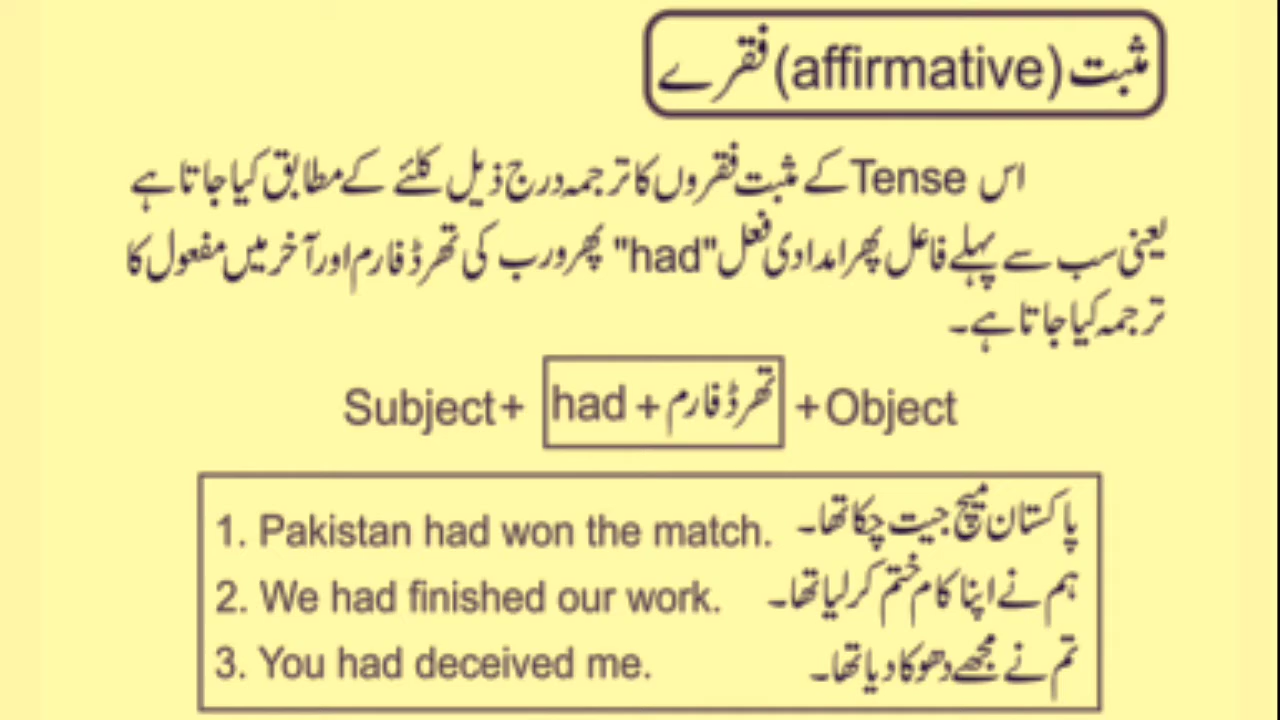 مثبت (affirmative) فقرے
اس Tense کے مثبت فقروں کا ترجمہ درج ذیل کلئے کے مطابق کیا جاتا ہے
یعنی سب سے پہلے فاعل پھر امدادی فعل "had" پھر ورب کی تھرڈ فارم اور آخر میں مفعول کا
ترجمہ کیا جاتا ہے۔
Subject + had + تھرڈ فارم + Object
1. Pakistan had won the match. پاکستان میچ جیت چکا تھا۔
2. We had finished our work. ہم نے اپنا کام ختم کر لیا تھا۔
3. You had deceived me. تم نے مجھے دھوکا دیا تھا۔